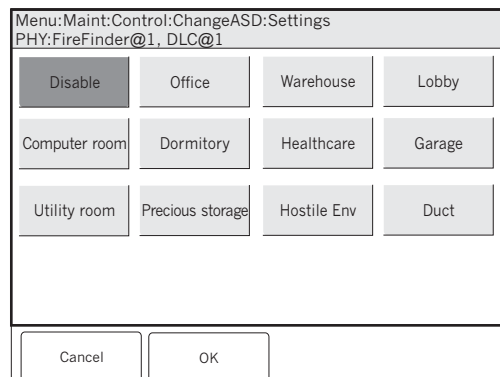 Menu:Maint:Control:ChangeASD:Settings
PHY:FireFinder@1, DLC@1
Disable Office Warehouse Lobby
Computer room Dormitory Healthcare Garage
Utility room Precious storage Hostile Env Duct
Cancel OK